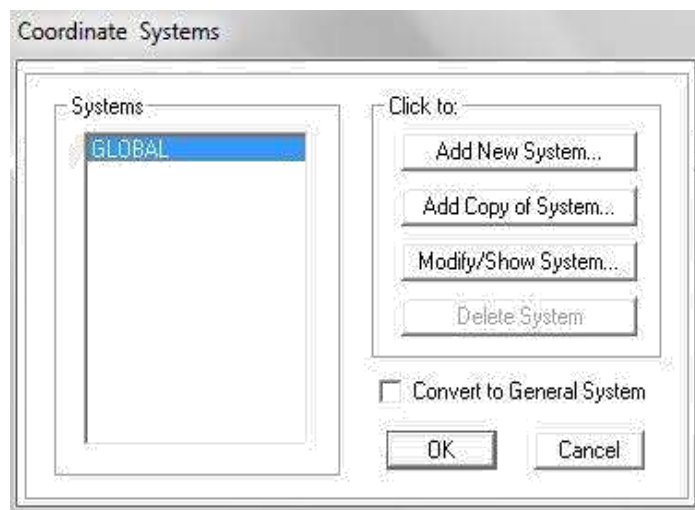 Coordinate Systems
Systems
GLOBAL
Click to:
Add New System...
Add Copy of System...
Modify/Show System...
Delete System
Convert to General System
OK
Cancel